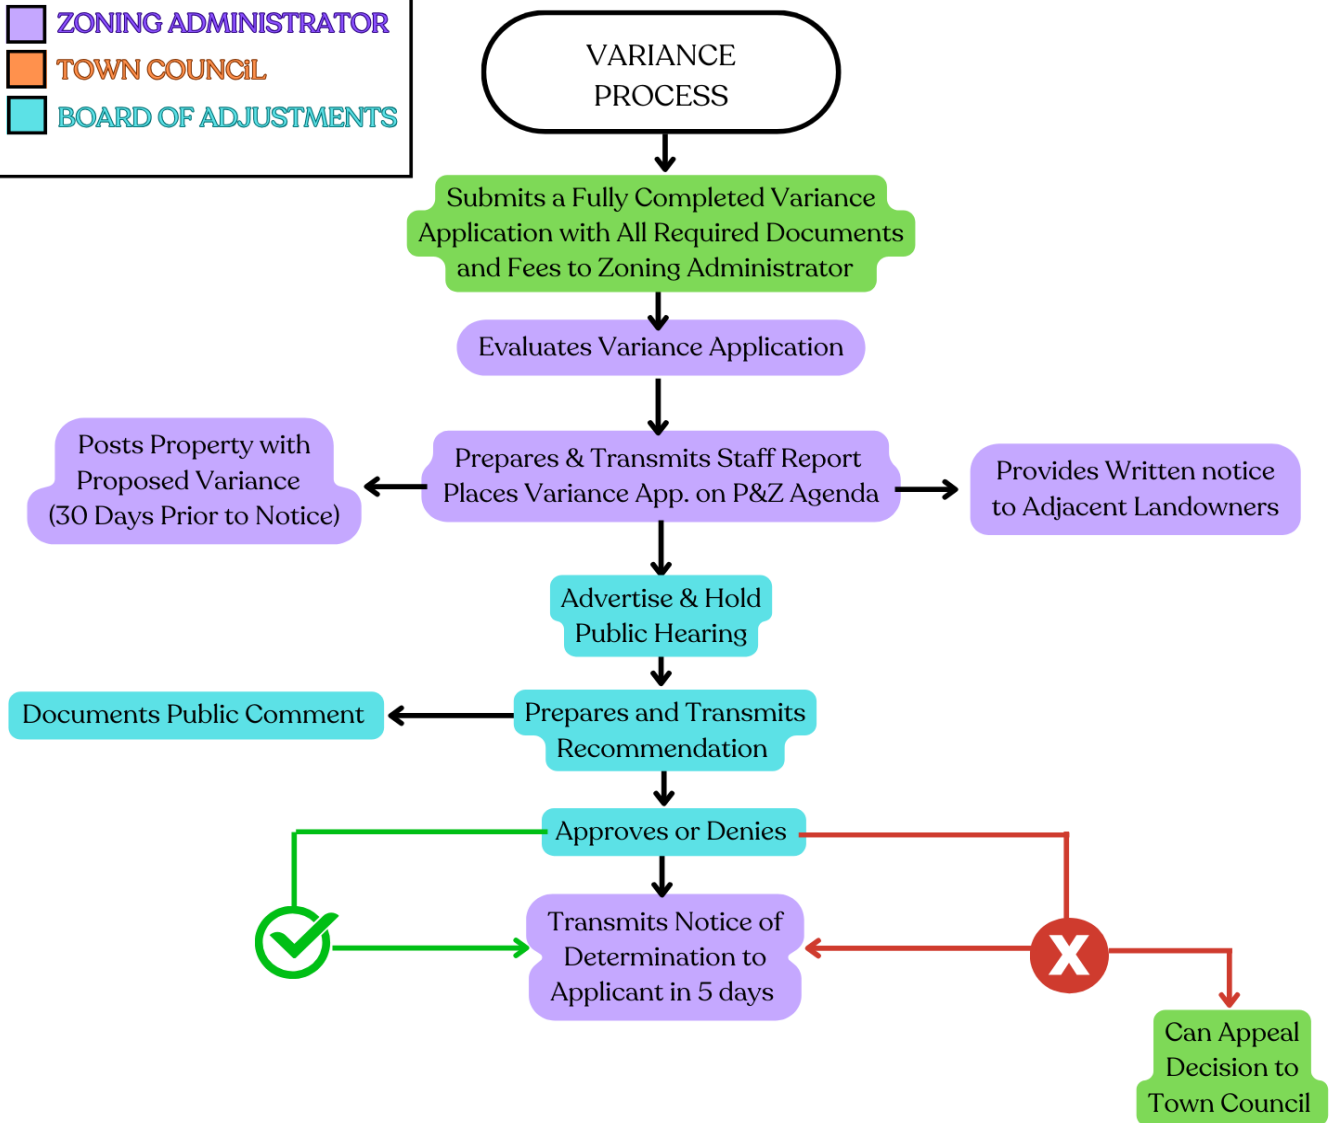 ZONING ADMINISTRATOR
TOWN COUNCiL
BOARD OF ADJUSTMENTS
VARIANCE
PROCESS
Submits a Fully Completed Variance
Application with All Required Documents
and Fees to Zoning Administrator
Evaluates Variance Application
Posts Property with
Proposed Variance
(30 Days Prior to Notice)
Prepares & Transmits Staff Report
Places Variance App. on P&Z Agenda
Provides Written notice
to Adjacent Landowners
Advertise & Hold
Public Hearing
Documents Public Comment
Prepares and Transmits
Recommendation
Approves or Denies
Transmits Notice of
Determination to
Applicant in 5 days
X
Can Appeal
Decision to
Town Council